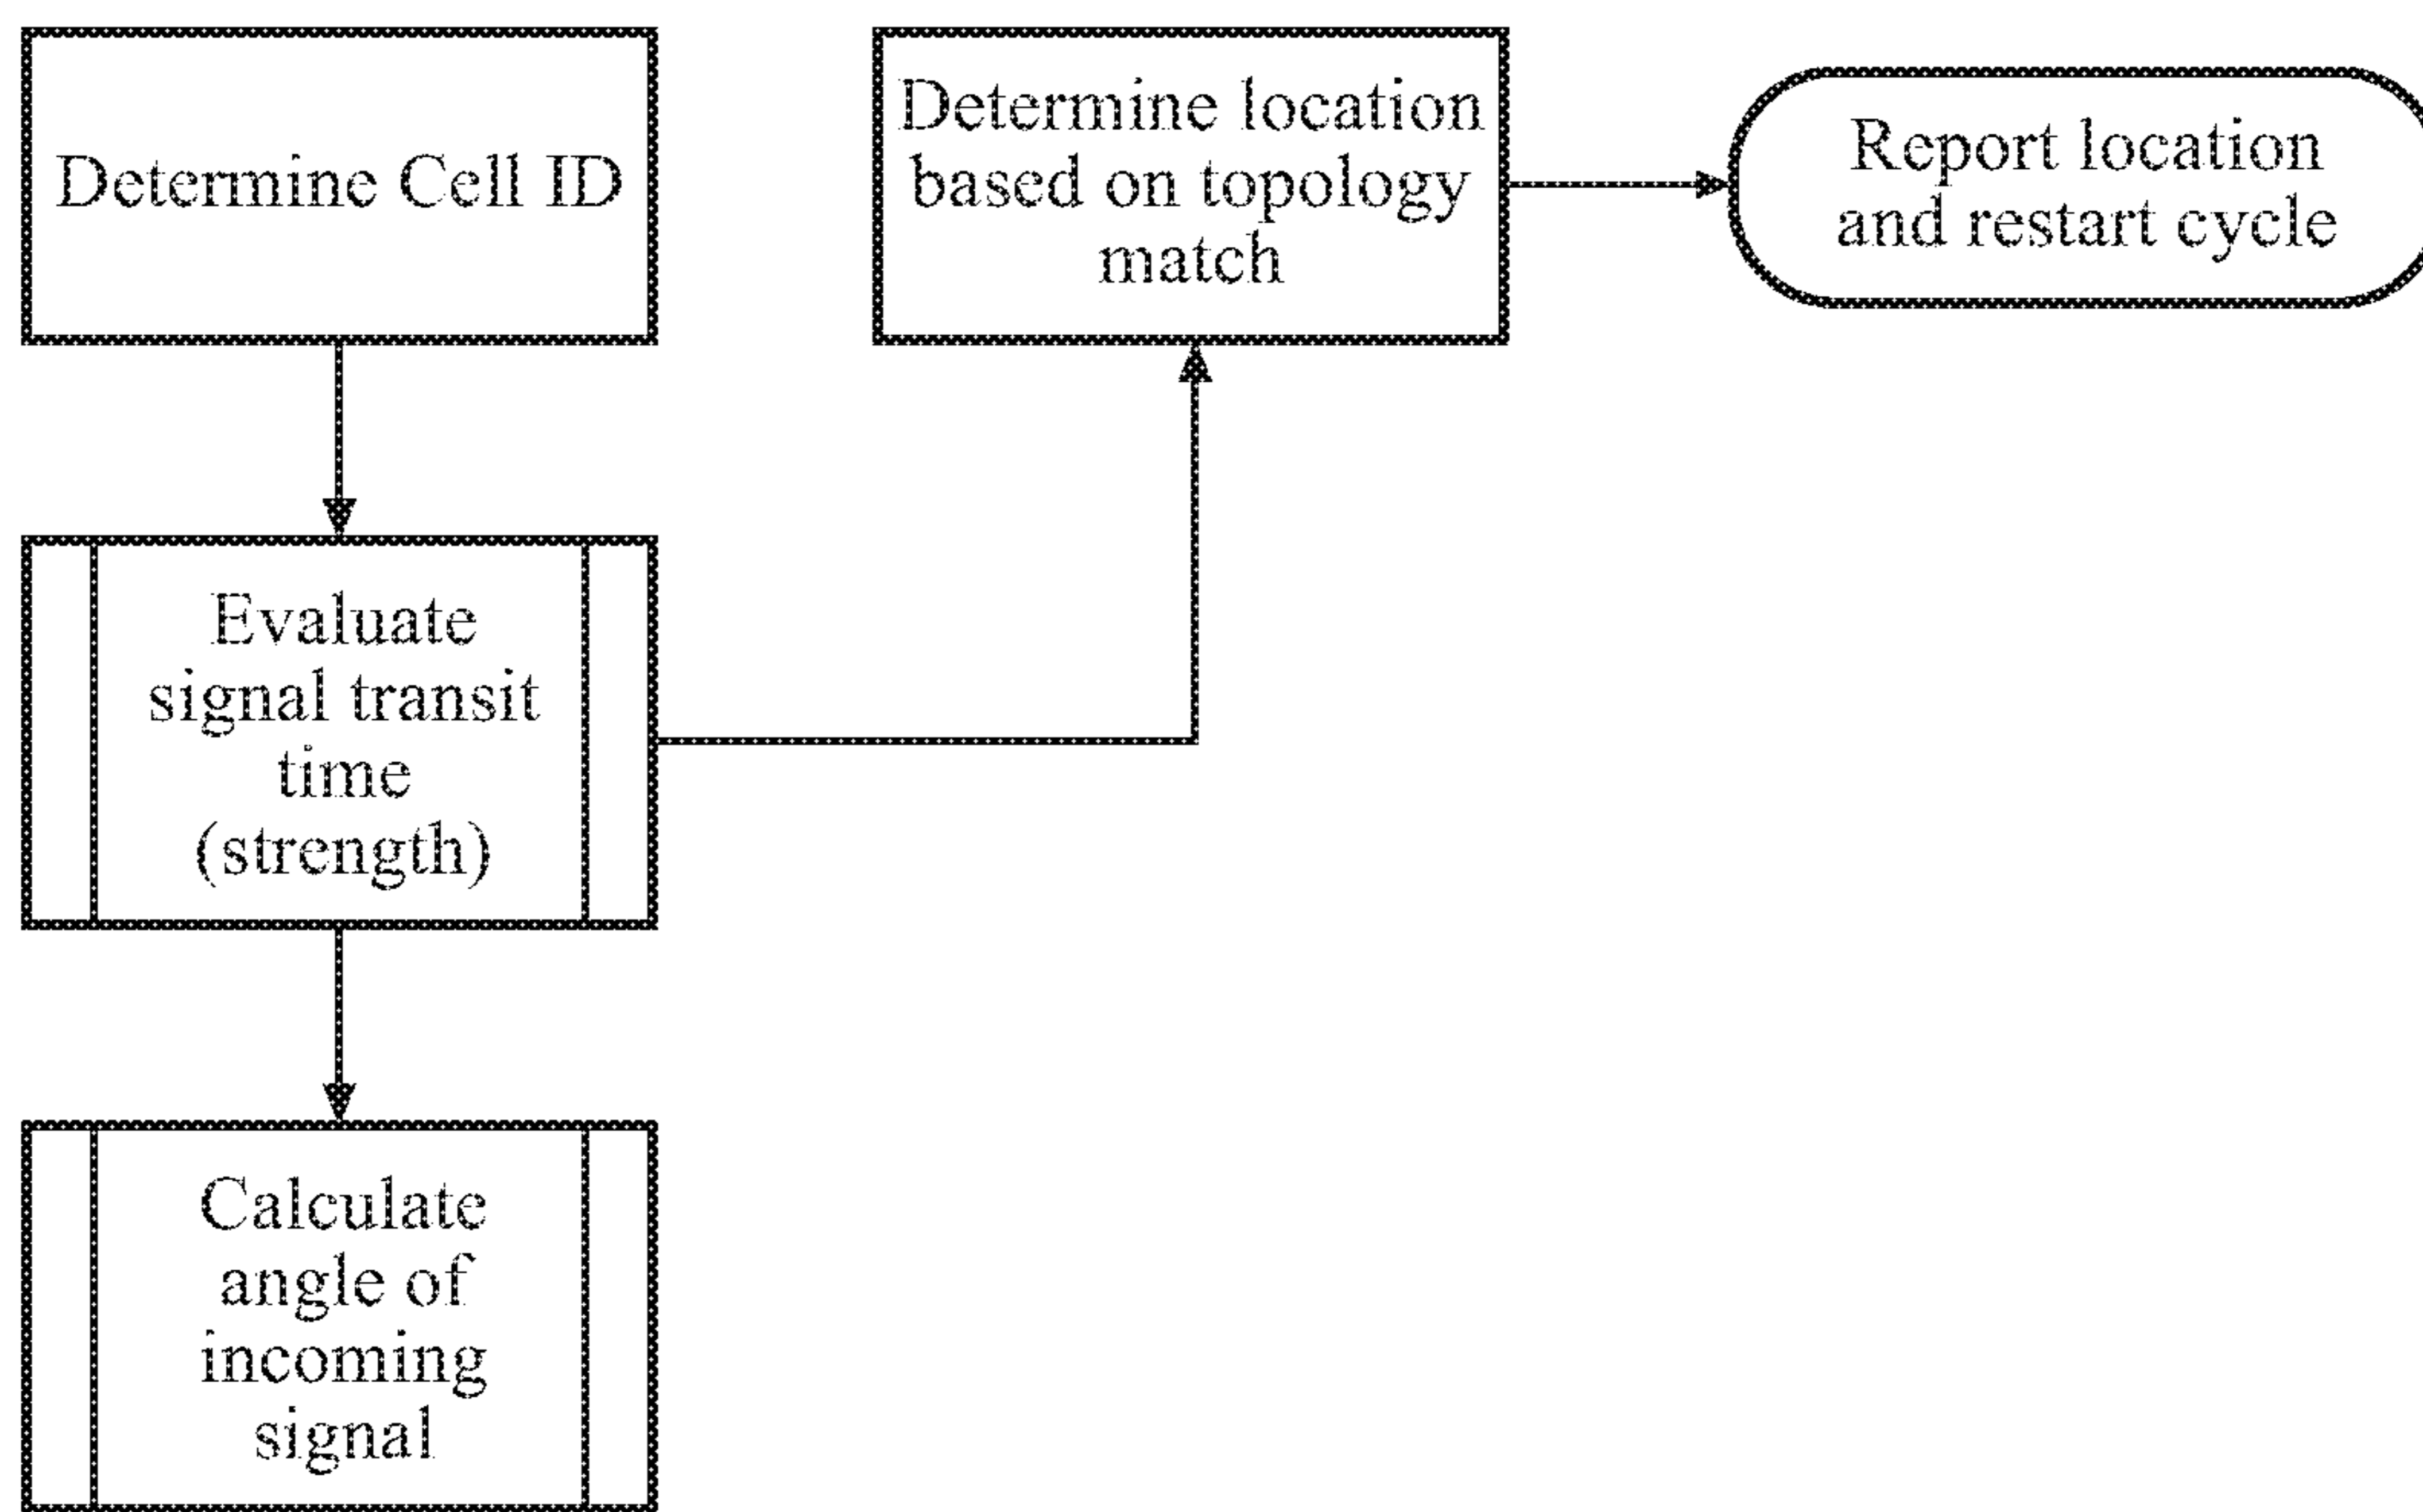 Determine Cell ID
Evaluate
signal transit
time
(strength)
Calculate
angle of
incoming
signal
Determine location
based on topology
match
Report location
and restart cycle